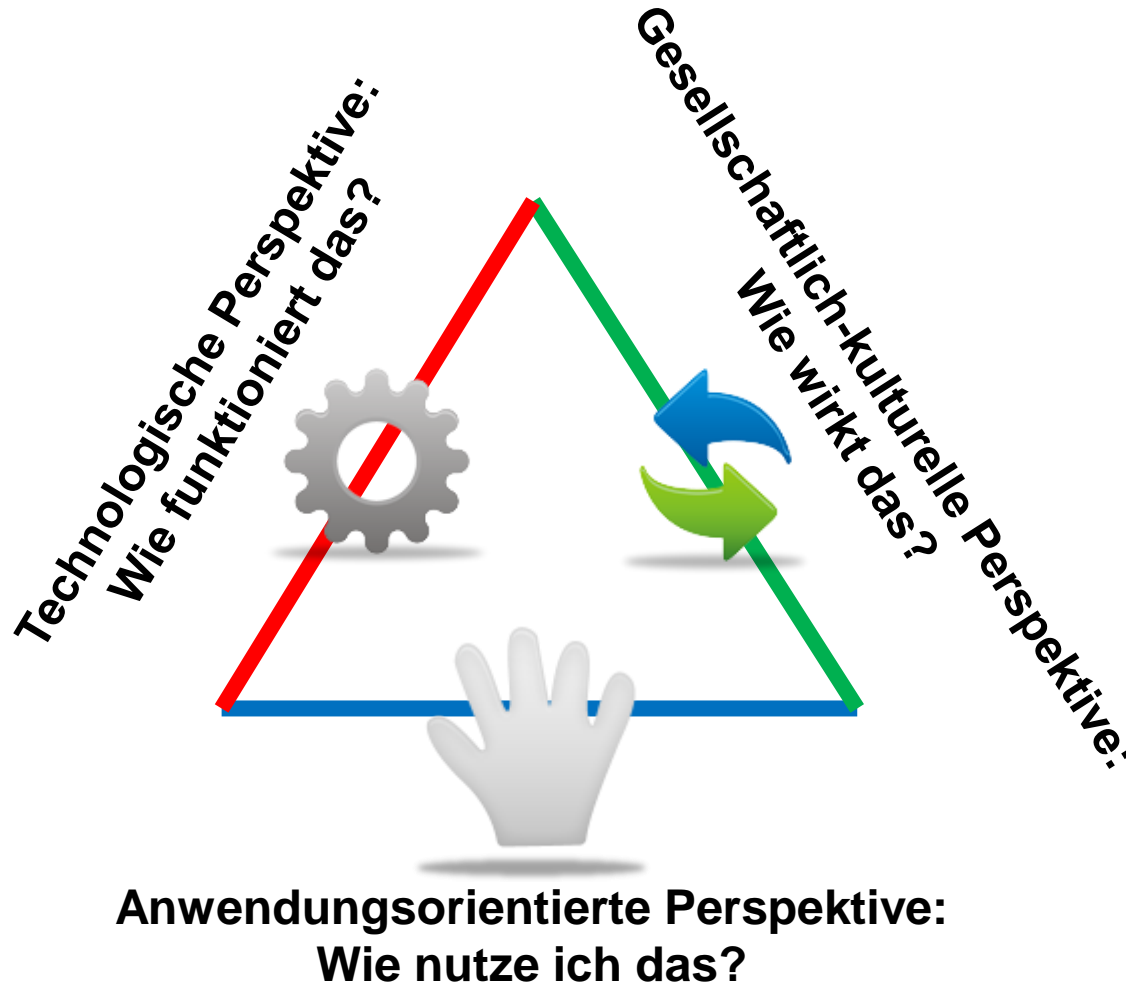 Technologische Perspektive:
Wie funktioniert das?
Gesellschaftlich-kulturelle Perspektive:
Wie wirkt das?
Anwendungsorientierte Perspektive:
Wie nutze ich das?